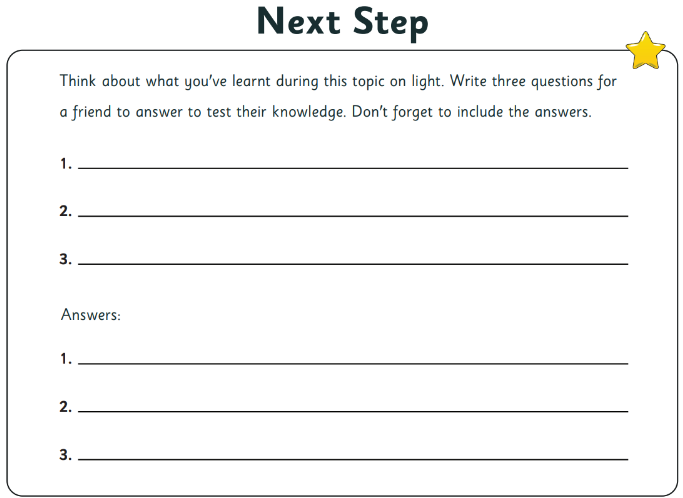 Next Step
Think about what you've learnt during this topic on light. Write three questions for
a friend to answer to test their knowledge. Don't forget to include the answers.
1.
2.
3.
Answers:
1.
2.
3.